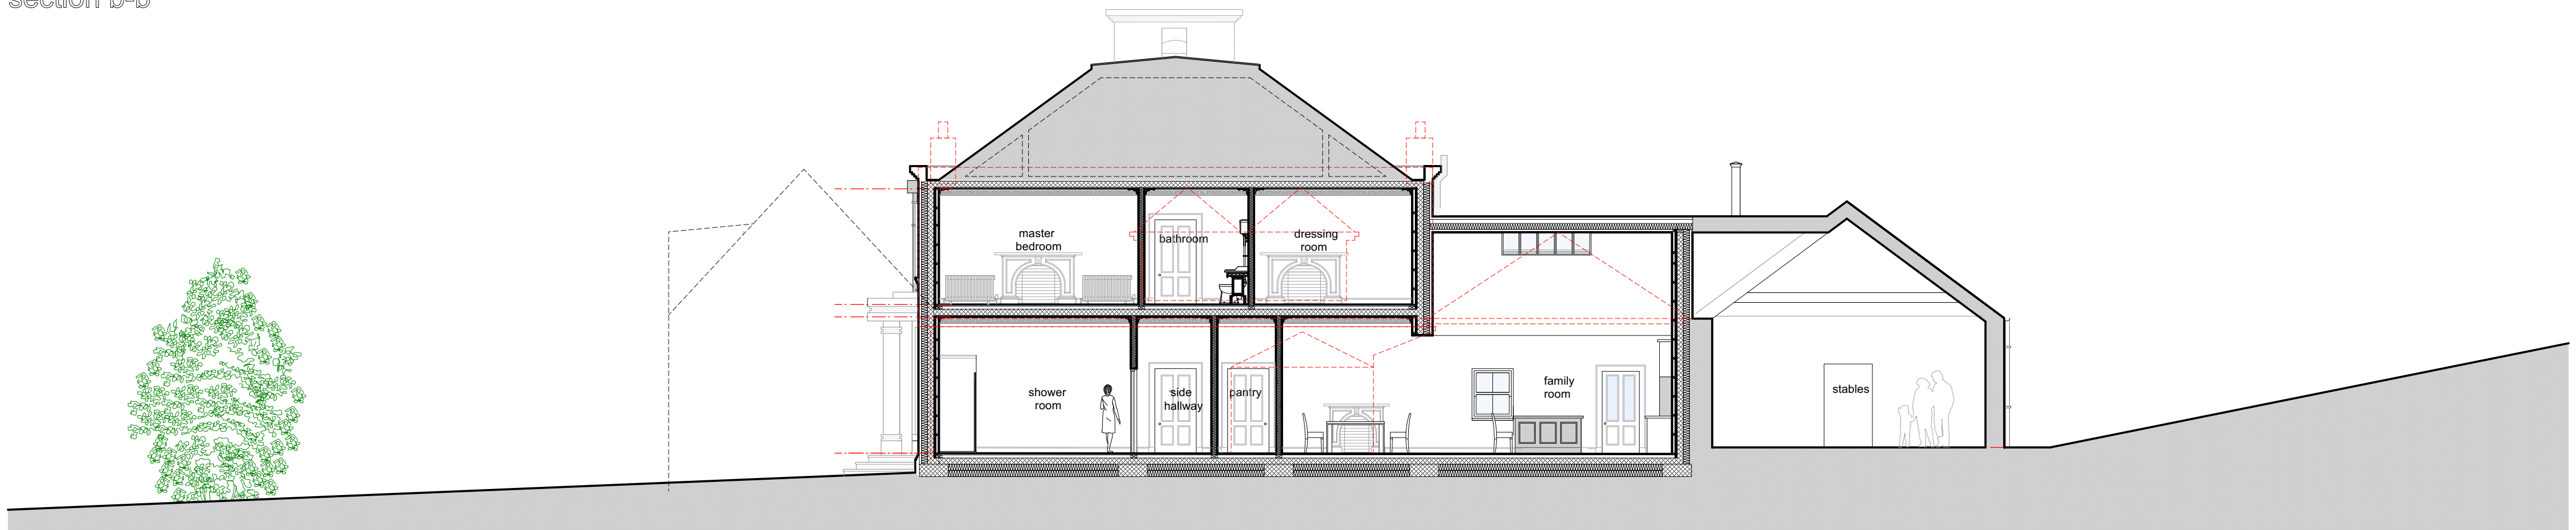 section b-b
master
bedroom
bathroom
dressing
room
shower
room
side
hallway
pantry
family
room
stables